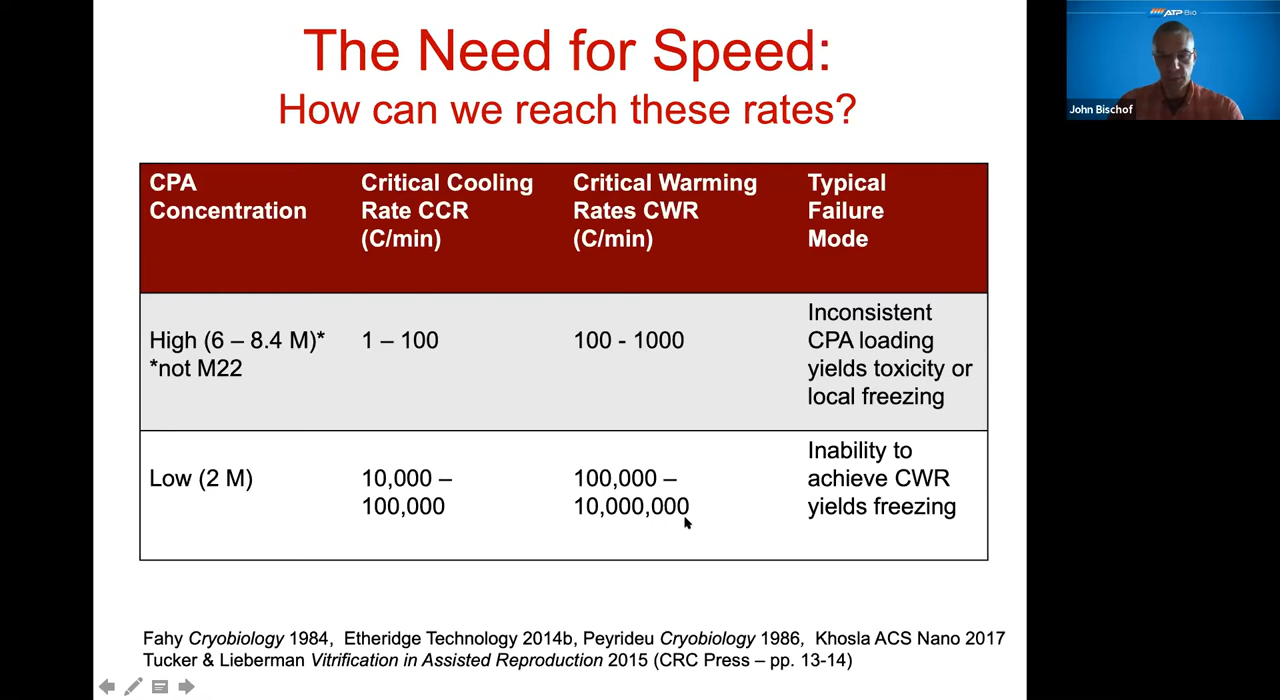 The Need for Speed:
How can we reach these rates?
CPA
Concentration
Critical Cooling
Rate CCR
(C/min)
Critical Warming
Rates CWR
(C/min)
Typical
Failure
Mode
High (6 – 8.4 M)*
*not M22
1 – 100
100 - 1000
Inconsistent
CPA loading
yields toxicity or
local freezing
Low (2 M)
10,000 –
100,000
100,000 –
10,000,000
Inability to
achieve CWR
yields freezing
Fahy Cryobiology 1984, Etheridge Technology 2014b, Peyrideu Cryobiology 1986, Khosla ACS Nano 2017
Tucker & Lieberman Vitrification in Assisted Reproduction 2015 (CRC Press – pp. 13-14)
ATP Bio
John Bischof